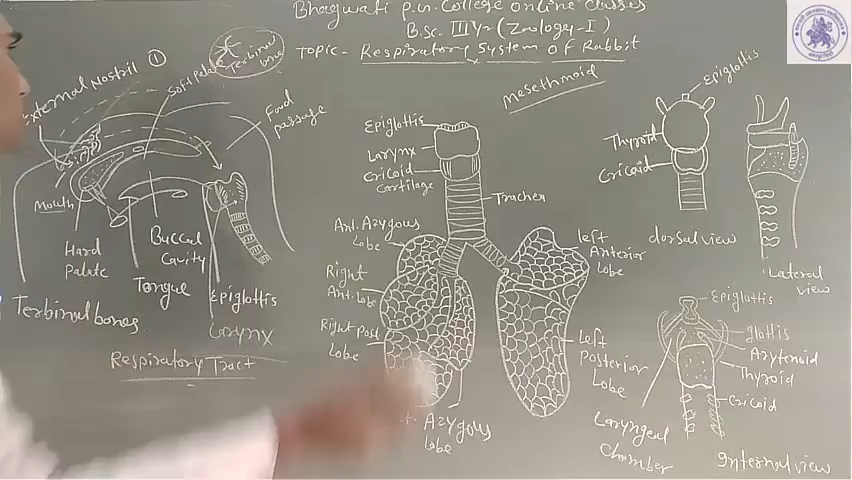 Bhagwati P.G. College online classes
B.Sc. III Yr (Zoology-I)
Topic - Respiratory System of Rabbit
Terbinal bone
External Nostril ①
Soft Palate
Food passage
Mouth
Hard Palate
Buccal Cavity
Tongue
Epiglottis
Larynx
Terbinal bones
Respiratory Tract
Mesethmoid
Epiglottis
Larynx
Cricoid Cartilage
Trachea
Ant. Azygous Lobe
Right Ant. Lobe
Right Post Lobe
Azygous Lobe
left Anterior Lobe
left Posterior Lobe
Epiglottis
Thyroid
Cricoid
dorsal view
Lateral view
Epiglottis
glottis
Arytenoid
Thyroid
Cricoid
Laryngeal Chamber
Internal view